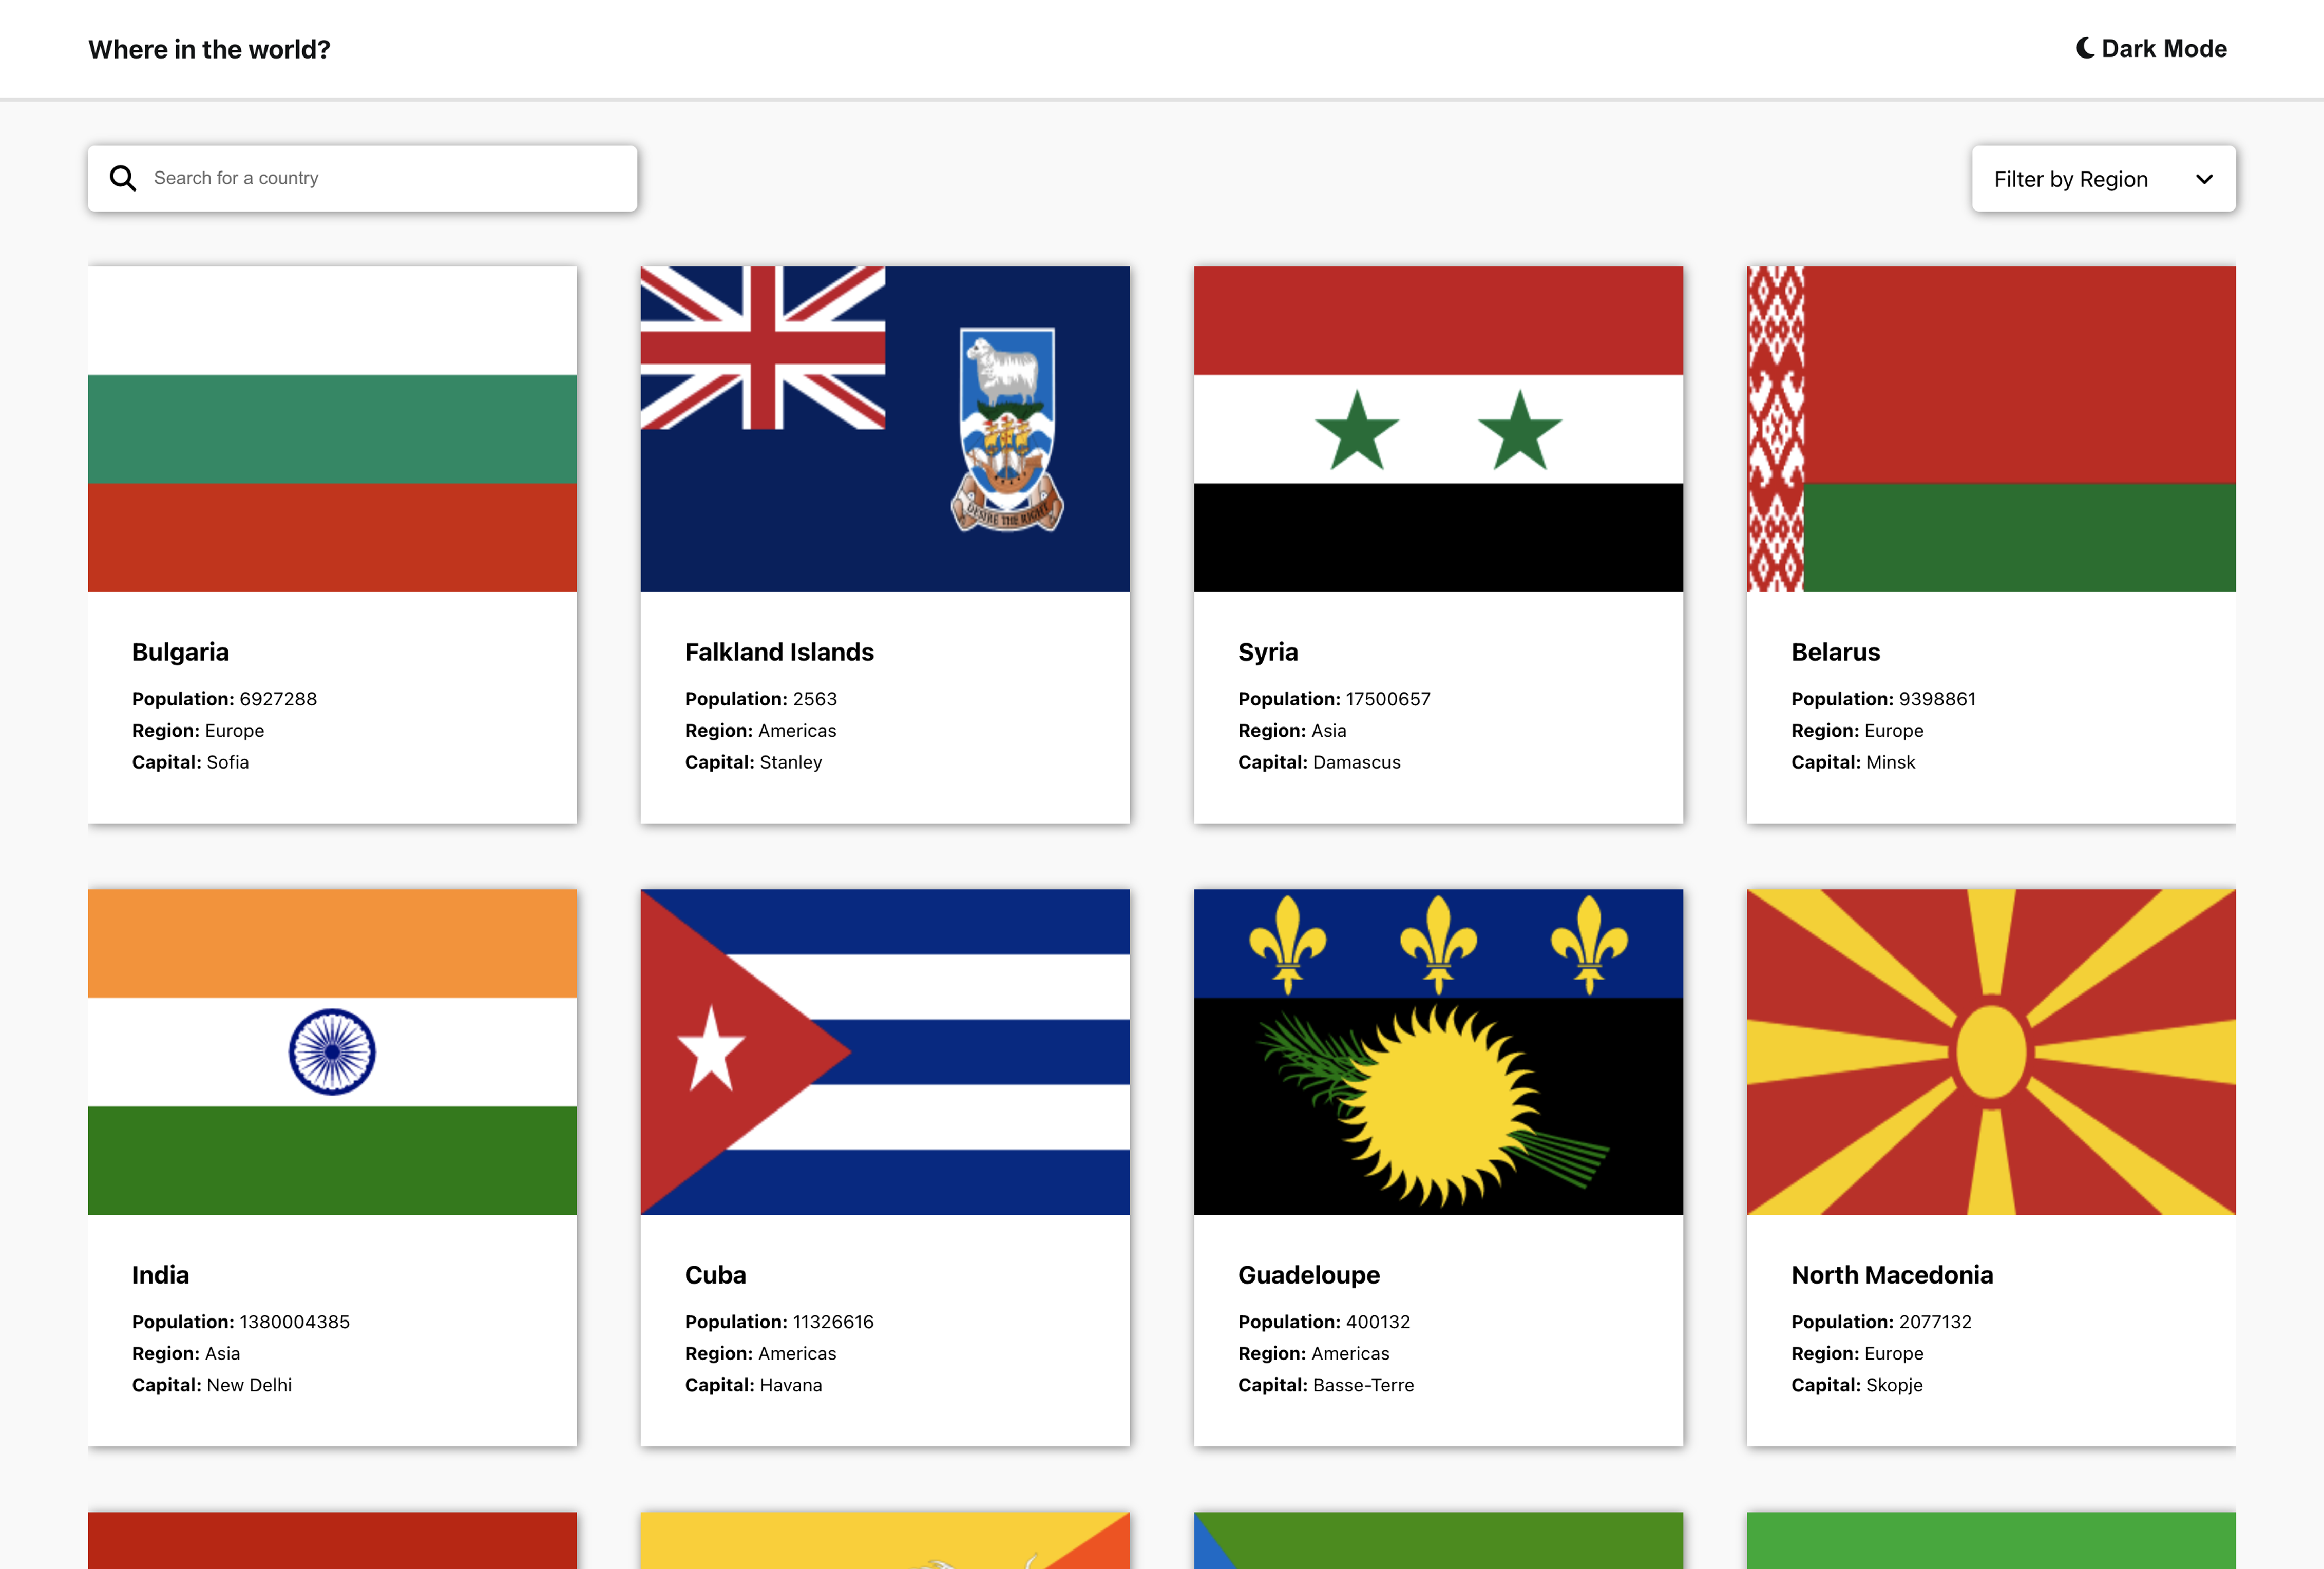 Where in the world?
Dark Mode
Search for a country
Filter by Region
DESIRE THE RIGHT
Bulgaria
Population: 6927288
Region: Europe
Capital: Sofia
Falkland Islands
Population: 2563
Region: Americas
Capital: Stanley
Syria
Population: 17500657
Region: Asia
Capital: Damascus
Belarus
Population: 9398861
Region: Europe
Capital: Minsk
India
Population: 1380004385
Region: Asia
Capital: New Delhi
Cuba
Population: 11326616
Region: Americas
Capital: Havana
Guadeloupe
Population: 400132
Region: Americas
Capital: Basse-Terre
North Macedonia
Population: 2077132
Region: Europe
Capital: Skopje